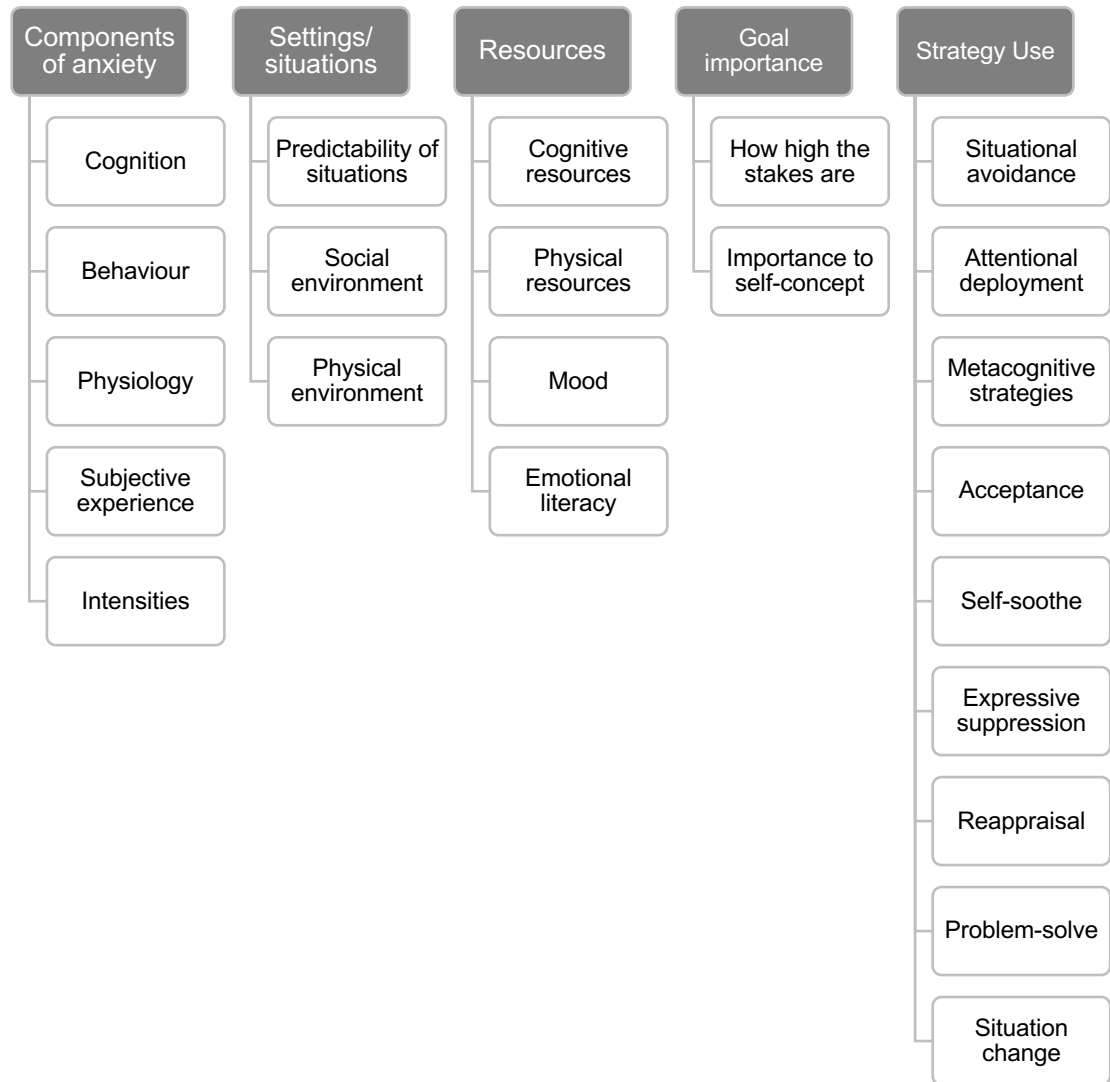 Components
of anxiety
Cognition
Behaviour
Physiology
Subjective
experience
Intensities
Settings/
situations
Predictability of
situations
Social
environment
Physical
environment
Resources
Cognitive
resources
Physical
resources
Mood
Emotional
literacy
Goal
importance
How high the
stakes are
Importance to
self-concept
Strategy Use
Situational
avoidance
Attentional
deployment
Metacognitive
strategies
Acceptance
Self-soothe
Expressive
suppression
Reappraisal
Problem-solve
Situation
change